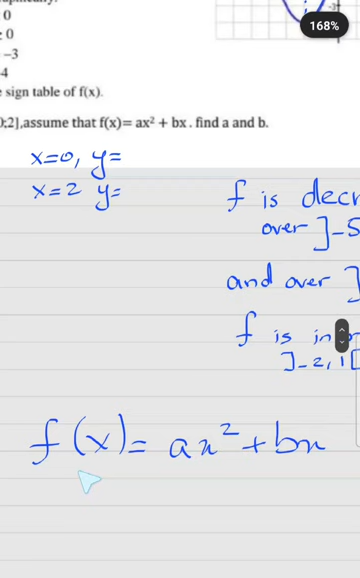 0
0
-3
168%
4
sign table of f(x).
0;2],assume that f(x)= ax² + bx. find a and b.
x=0, y=
x=2 y=
f is decr
over ]-5
and over ]
f is in
]-2, 1[
f(x)= ax²+bx